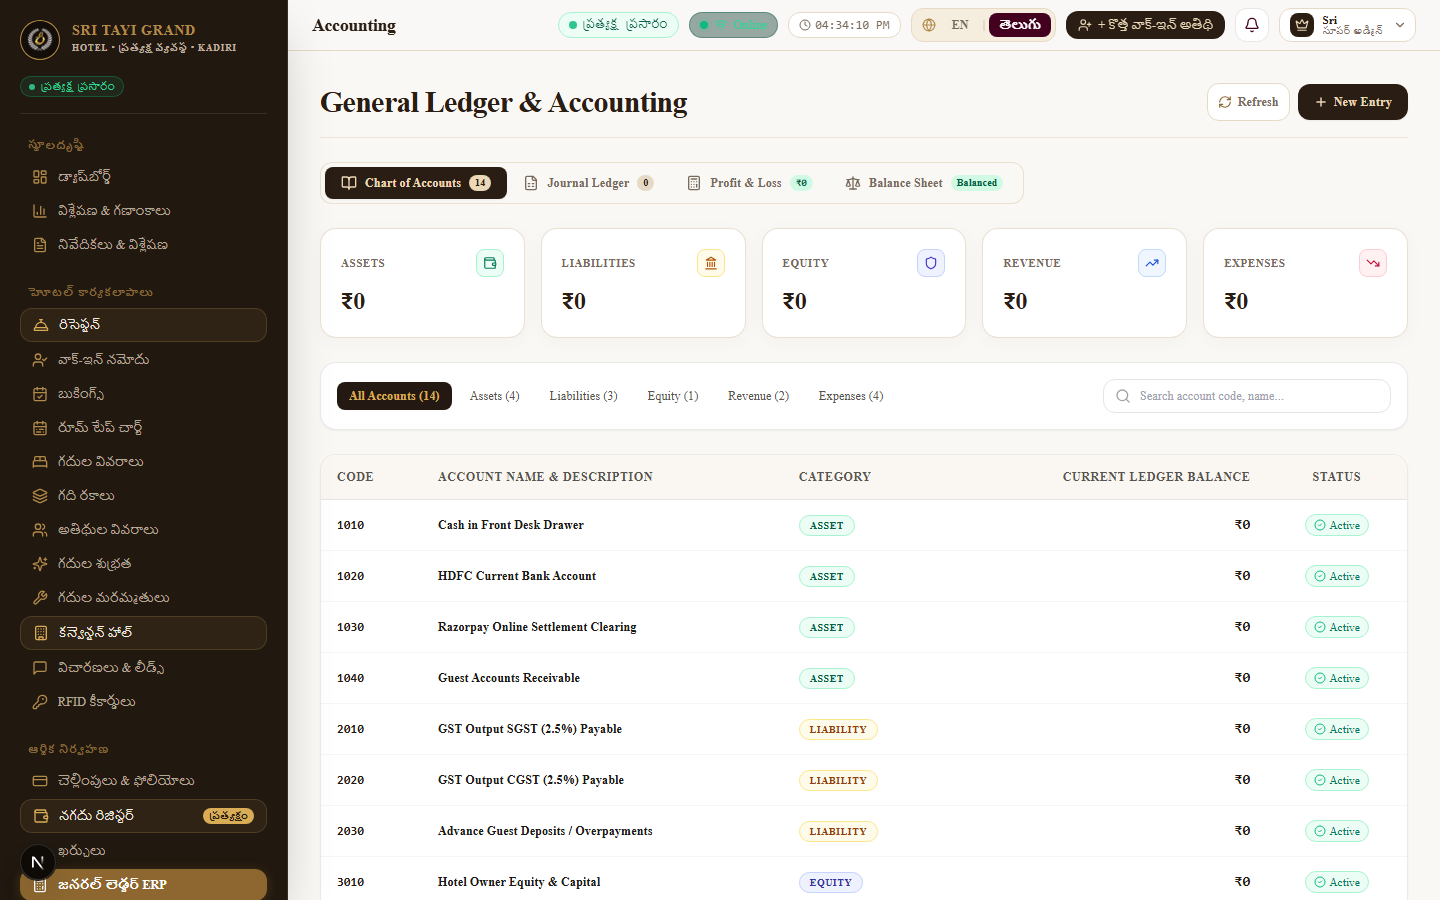 SRI TAYI GRAND
HOTEL • ప్రత్యక్ష వ్యవస్థ • KADIRI
ప్రత్యక్ష ప్రసారం
స్థూలదృష్టి
డ్యాష్‌బోర్డ్
విశ్లేషణ & గణాంకాలు
నివేదికలు & విశ్లేషణ
హోటల్ కార్యకలాపాలు
రిసెప్షన్
వాక్-ఇన్ నమోదు
బుకింగ్స్
రూమ్ టేప్ చార్ట్
గదుల వివరాలు
గది రకాలు
అతిథుల వివరాలు
గదుల శుభ్రత
గదుల మరమ్మతులు
కన్వెన్షన్ హాల్
విచారణలు & లీడ్స్
RFID కీకార్డులు
ఆర్థిక నిర్వహణ
చెల్లింపులు & ఫోలియోలు
నగదు రిజిస్టర్
ప్రత్యక్షం
ఖర్చులు
జనరల్ లెడ్జర్ ERP
N
Accounting
ప్రత్యక్ష ప్రసారం
Online
04:34:10 PM
EN
తెలుగు
+ కొత్త వాక్-ఇన్ అతిథి
Sri
సూపర్ అడ్మిన్
General Ledger & Accounting
Refresh
New Entry
Chart of Accounts 14
Journal Ledger 0
Profit & Loss ₹0
Balance Sheet Balanced
ASSETS
₹0
LIABILITIES
₹0
EQUITY
₹0
REVENUE
₹0
EXPENSES
₹0
All Accounts (14)
Assets (4)
Liabilities (3)
Equity (1)
Revenue (2)
Expenses (4)
Search account code, name...
CODE ACCOUNT NAME & DESCRIPTION CATEGORY CURRENT LEDGER BALANCE STATUS
1010 Cash in Front Desk Drawer ASSET ₹0 Active
1020 HDFC Current Bank Account ASSET ₹0 Active
1030 Razorpay Online Settlement Clearing ASSET ₹0 Active
1040 Guest Accounts Receivable ASSET ₹0 Active
2010 GST Output SGST (2.5%) Payable LIABILITY ₹0 Active
2020 GST Output CGST (2.5%) Payable LIABILITY ₹0 Active
2030 Advance Guest Deposits / Overpayments LIABILITY ₹0 Active
3010 Hotel Owner Equity & Capital EQUITY ₹0 Active